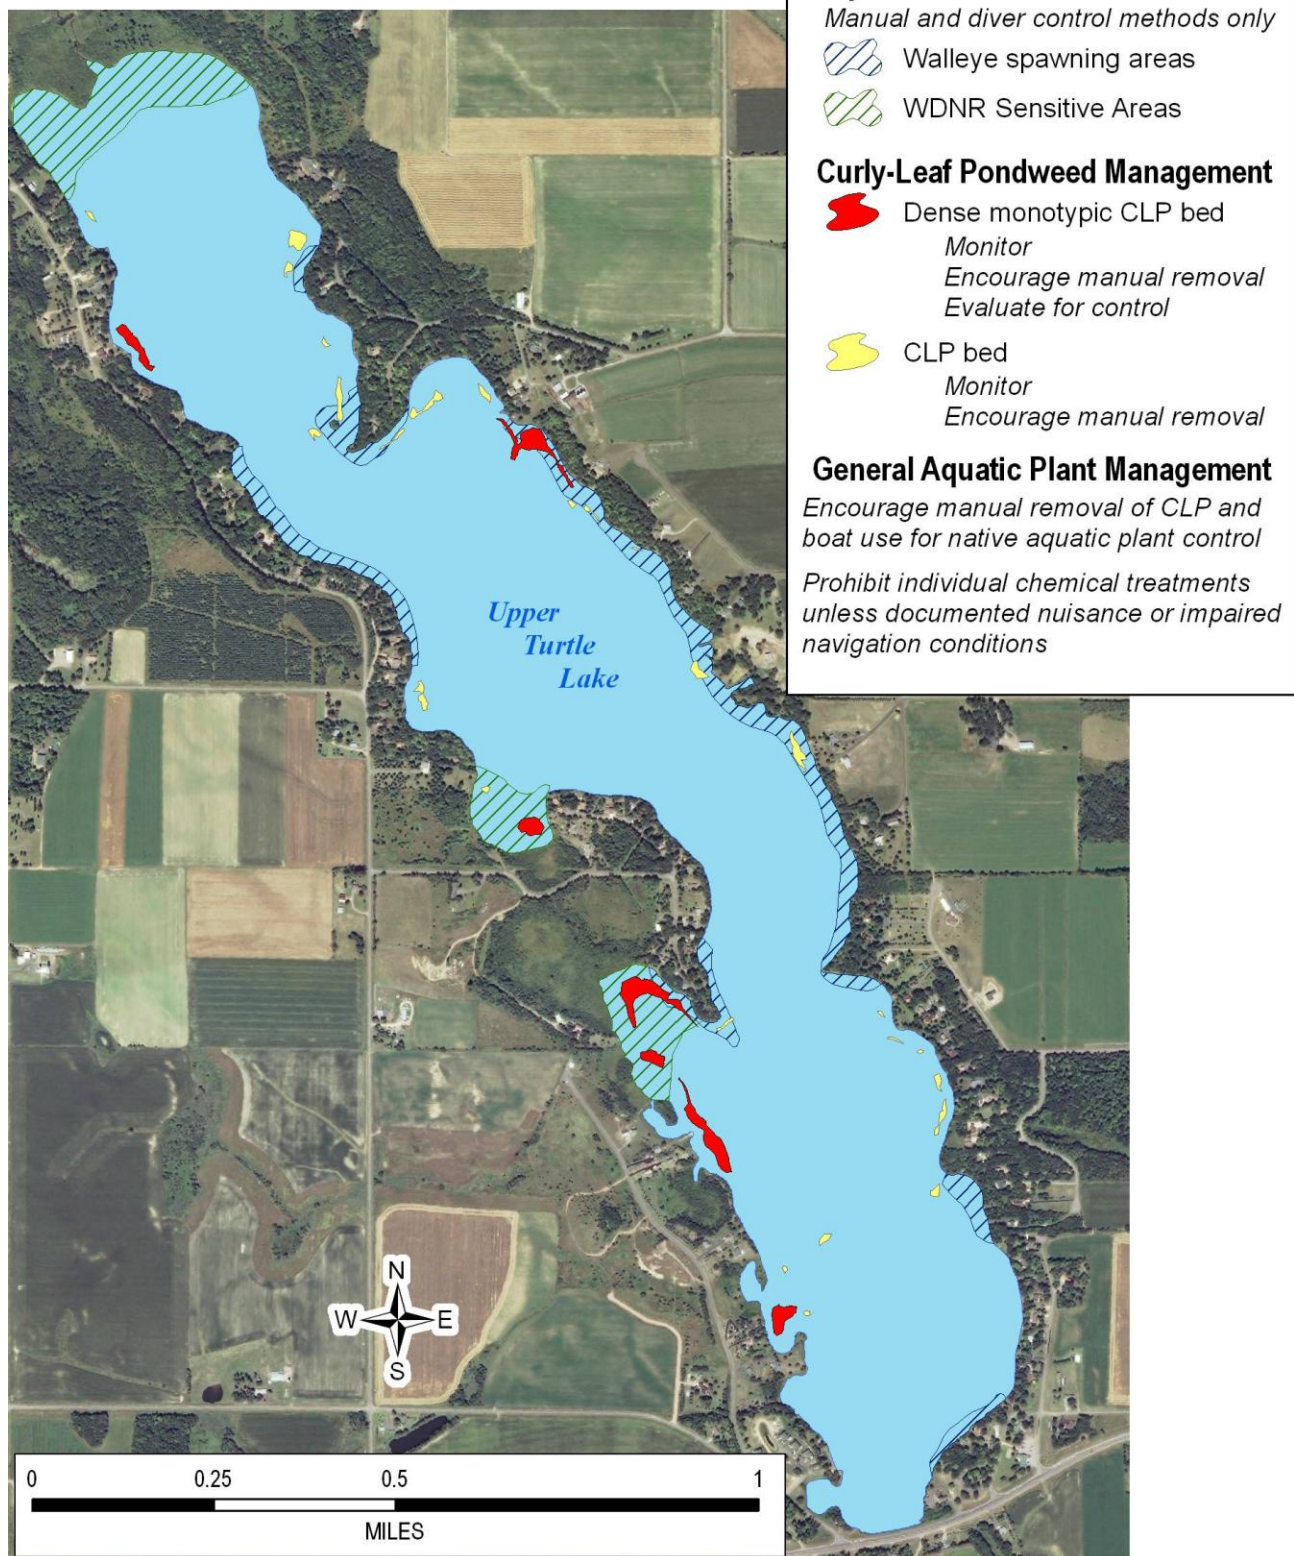 Manual and diver control methods only
Walleye spawning areas
WDNR Sensitive Areas
Curly-Leaf Pondweed Management
Dense monotypic CLP bed
Monitor
Encourage manual removal
Evaluate for control
CLP bed
Monitor
Encourage manual removal
General Aquatic Plant Management
Encourage manual removal of CLP and
boat use for native aquatic plant control
Prohibit individual chemical treatments
unless documented nuisance or impaired
navigation conditions
Upper
Turtle
Lake
N
W E
S
0 0.25 0.5 1
MILES